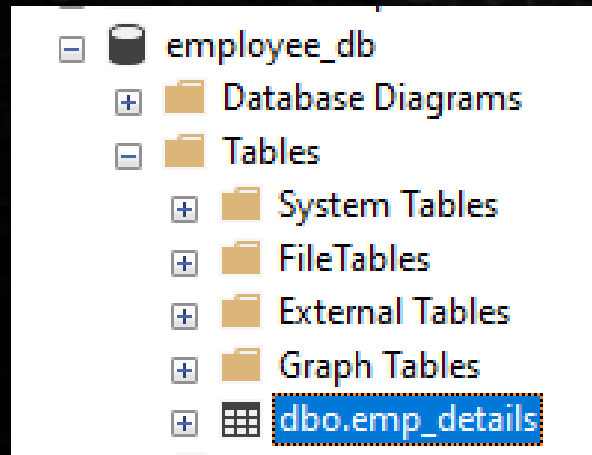 employee_db
Database Diagrams
Tables
System Tables
FileTables
External Tables
Graph Tables
dbo.emp_details